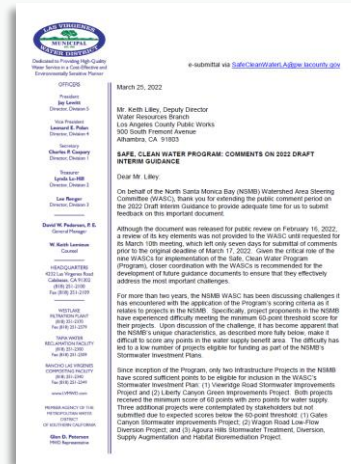 LAS VIRGENES
MUNICIPAL
WATER DISTRICT
Dedicated to Providing High-Quality
Water Service in a Cost-Effective and
Environmentally Sensitive Manner
e-submitted via SafeCleanWaterLA@pw.lacounty.gov
OFFICERS
President
Jay Lewitt
Director, Division 5
Vice President
Leonard E. Polan
Director, Division 4
Secretary
Charles P. Caspary
Director, Division 1
Treasurer
Lynda Lo-Hill
Director, Division 2
Lee Renger
Director, Division 3
David W. Pedersen, P.E.
General Manager
W. Keith Lemieux
Counsel
HEADQUARTERS
4232 Las Virgenes Road
Calabasas, CA 91302
(818) 251-2100
Fax (818) 251-2109
WESTLAKE
FILTRATION PLANT
TAPIA WATER
RECLAMATION FACILITY
RANCHO LAS VIRGENES
COMPOSTING FACILITY
www.LVMWD.com
MEMBER AGENCY OF THE
METROPOLITAN WATER
DISTRICT
OF SOUTHERN CALIFORNIA
Glen D. Peterson
MWD Representative
March 25, 2022
Mr. Keith Lilley, Deputy Director
Water Resources Branch
Los Angeles County Public Works
900 South Fremont Avenue
Alhambra, CA 91803
SAFE, CLEAN WATER PROGRAM: COMMENTS ON 2022 DRAFT
INTERIM GUIDANCE
Dear Mr. Lilley:
On behalf of the North Santa Monica Bay (NSMB) Watershed Area Steering
Committee (WASC), thank you for extending the public comment period on
the 2022 Draft Interim Guidance to provide adequate time for us to submit
feedback on this important document.
Although the document was released for public review on February 16, 2022,
a review of its key elements was not provided to the WASC until requested for
its March 10th meeting, which left only seven days for submittal of comments
prior to the original deadline of March 17, 2022. Given the critical role of the
nine WASCs for implementation of the Safe, Clean Water Program
(Program), closer coordination with the WASCs is recommended for the
development of future guidance documents to ensure that they effectively
address the most important challenges.
For more than two years, the NSMB WASC has been discussing challenges it
has encountered with the application of the Program's scoring criteria as it
relates to projects in the NSMB. Specifically, project proponents in the NSMB
have experienced difficulty meeting the minimum 60-point threshold score for
their projects. Upon discussion of the challenge, it has become apparent that
the NSMB's unique characteristics, as described more fully below, make it
difficult to score any points in the water supply benefit area. The difficulty has
led to a low number of projects eligible for funding as part of the NSMB's
Stormwater Investment Plans.
Since inception of the Program, only two Infrastructure Projects in the NSMB
have scored sufficient points to be eligible for inclusion in the WASC's
Stormwater Investment Plan: (1) Viewridge Road Stormwater Improvements
Project and (2) Liberty Canyon Green Improvements Project. Both projects
received the minimum score of 60 points with zero points for water supply.
Three additional projects were contemplated by stakeholders but not
submitted due to expected scores below the 60-point threshold: (1) Gates
Canyon Stormwater Improvements Project; (2) Wagon Road Low-Flow
Diversion Project; and (3) Agoura Hills Stormwater Treatment, Diversion,
Supply Augmentation and Habitat Bioremediation Project.